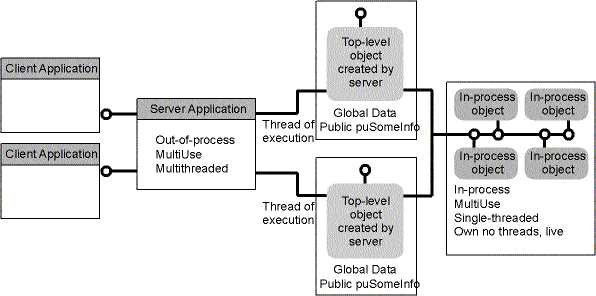 Client Application
Client Application
Server Application
Out-of-process
MultiUse
Multithreaded
Thread of
execution
Thread of
execution
Top-level
object
created by
server
Global Data
Public puSomeInfo
Top-level
object
created by
server
Global Data
Public puSomeInfo
In-process
object
In-process
object
In-process
object
In-process
object
In-process
MultiUse
Single-threaded
Own no threads, live